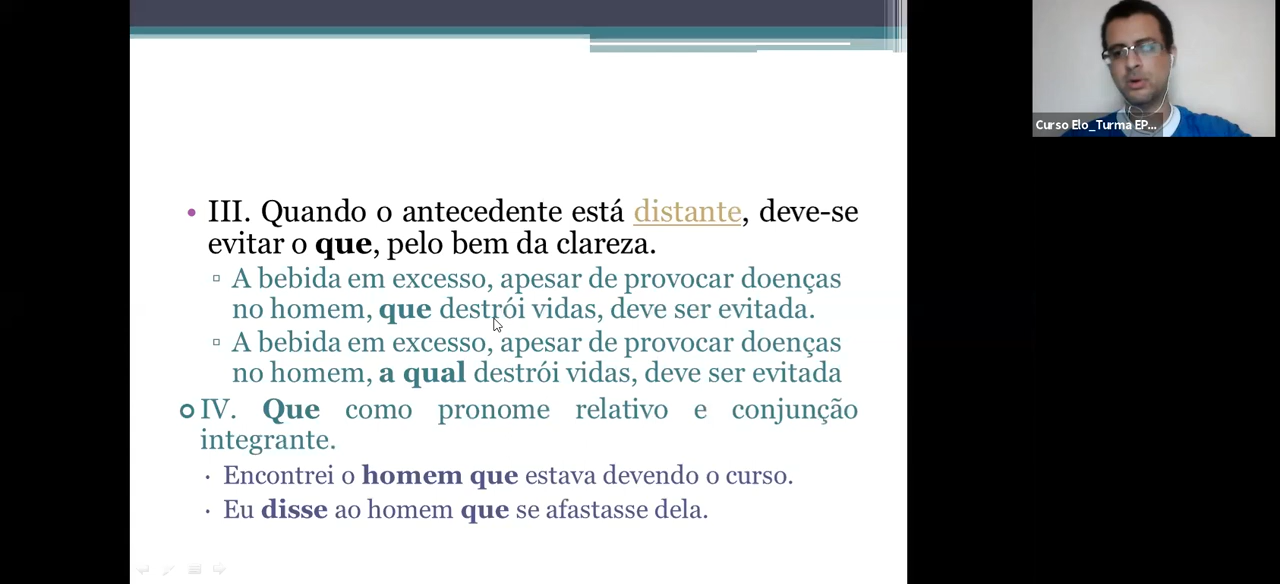 III. Quando o antecedente está distante, deve-se
evitar o que, pelo bem da clareza.
A bebida em excesso, apesar de provocar doenças
no homem, que destrói vidas, deve ser evitada.
A bebida em excesso, apesar de provocar doenças
no homem, a qual destrói vidas, deve ser evitada
IV. Que como pronome relativo e conjunção
integrante.
Encontrei o homem que estava devendo o curso.
Eu disse ao homem que se afastasse dela.
Curso Elo_Turma EP...